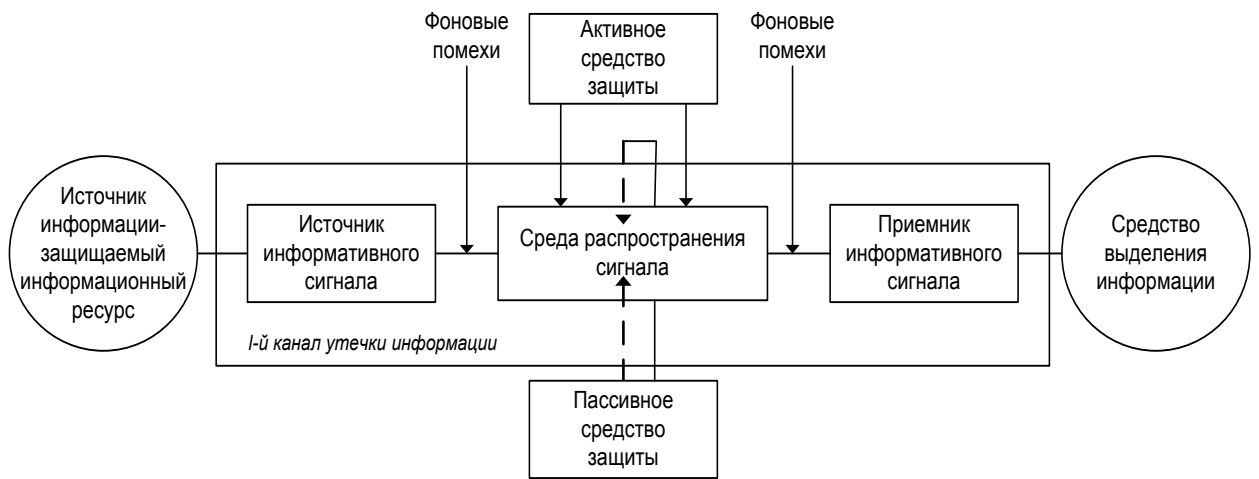 Фоновые
помехи
Активное
средство
защиты
Фоновые
помехи
Источник
информации-
защищаемый
информационный
ресурс
Источник
информативного
сигнала
Среда распространения
сигнала
Приемник
информативного
сигнала
Средство
выделения
информации
I-й канал утечки информации
Пассивное
средство
защиты